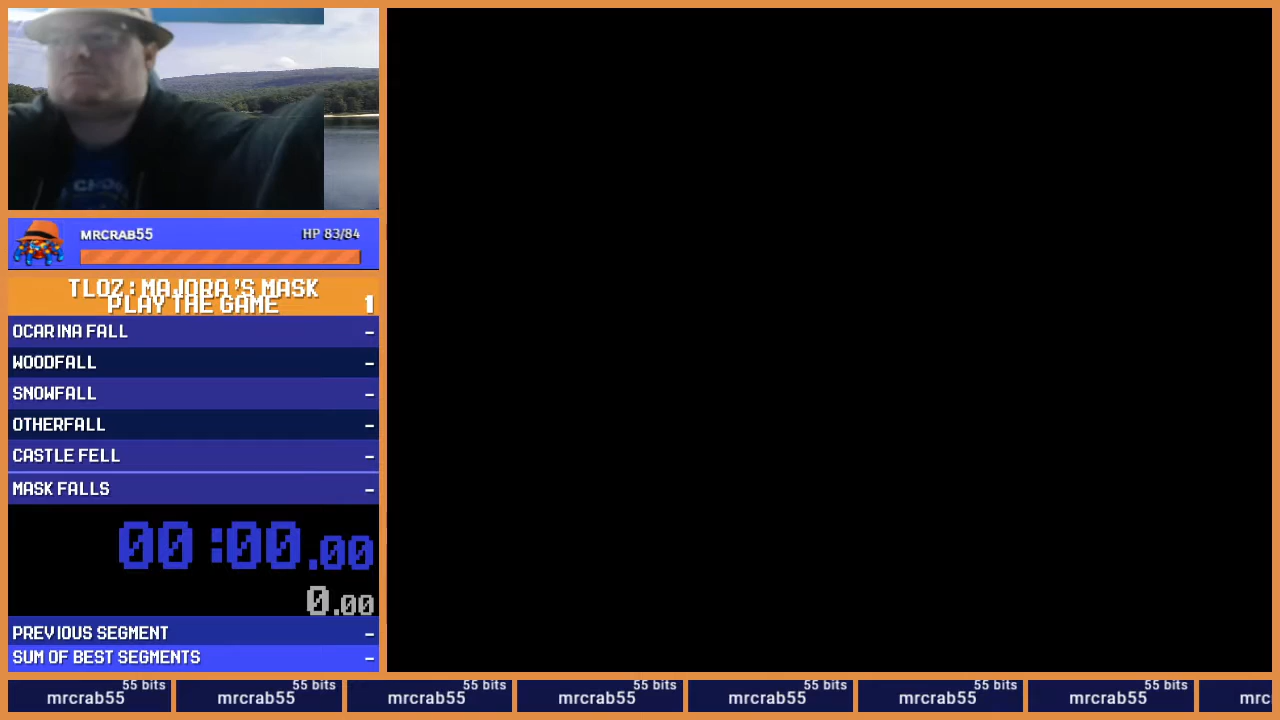 MRCRAB55 HP 83/84
TLOZ: MAJORA'S MASK
PLAY THE GAME 1
OCARINA FALL -
WOODFALL -
SNOWFALL -
OTHERFALL -
CASTLE FELL -
MASK FALLS -
00:00.00
0.00
PREVIOUS SEGMENT -
SUM OF BEST SEGMENTS -
55 bits 55 bits 55 bits 55 bits 55 bits 55 bits 55 bits
mrcrab55 mrcrab55 mrcrab55 mrcrab55 mrcrab55 mrcrab55 mrcrab55 mrc